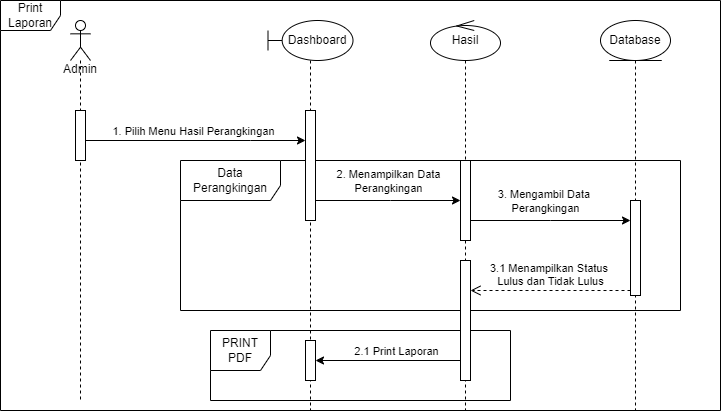 Print
Laporan
Admin
Dashboard
Hasil
Database
1. Pilih Menu Hasil Perangkingan
Data
Perangkingan
2. Menampilkan Data
Perangkingan
3. Mengambil Data
Perangkingan
3.1 Menampilkan Status
Lulus dan Tidak Lulus
PRINT
PDF
2.1 Print Laporan